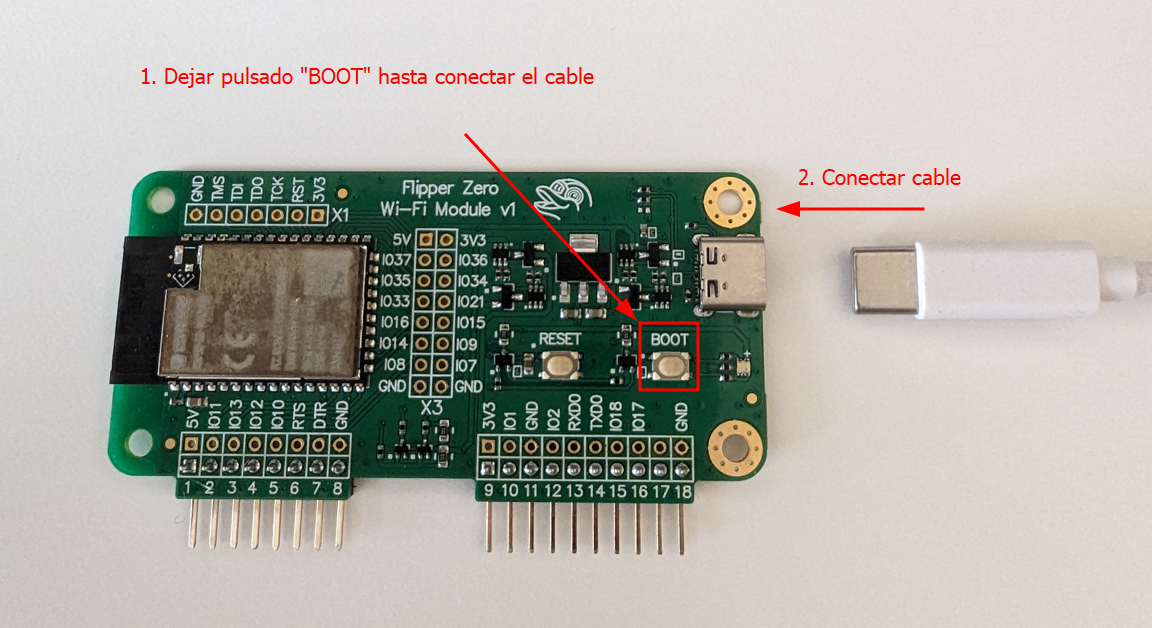 1. Dejar pulsado "BOOT" hasta conectar el cable
2. Conectar cable
GND TMS TDI TDO TCK RST 3V3 X1
Flipper Zero
Wi-Fi Module v1
5V 3V3
IO37 IO36
IO35 IO34
IO33 IO21
IO16 IO15
IO14 IO9
IO8 IO7
GND GND
X3
RESET
BOOT
5V IO11 IO13 IO12 IO10 RTS DTR GND
1 2 3 4 5 6 7 8
3V3 IO1 GND IO2 RXD0 TXD0 IO18 IO17 GND
9 10 11 12 13 14 15 16 17 18
CE